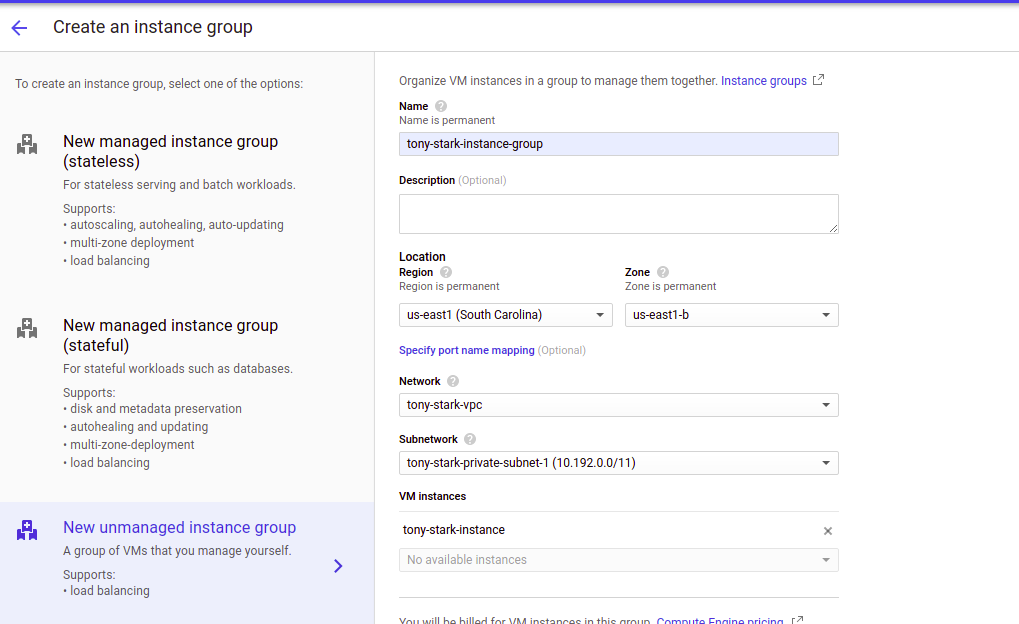 Create an instance group
To create an instance group, select one of the options:
New managed instance group
(stateless)
For stateless serving and batch workloads.
Supports:
• autoscaling, autohealing, auto-updating
• multi-zone deployment
• load balancing
New managed instance group
(stateful)
For stateful workloads such as databases.
Supports:
• disk and metadata preservation
• autohealing and updating
• multi-zone-deployment
• load balancing
New unmanaged instance group
A group of VMs that you manage yourself.
Supports:
• load balancing
Organize VM instances in a group to manage them together. Instance groups
Name ?
Name is permanent
tony-stark-instance-group
Description (Optional)
Location
Region ? Zone ?
Region is permanent Zone is permanent
us-east1 (South Carolina) us-east1-b
Specify port name mapping (Optional)
Network ?
tony-stark-vpc
Subnetwork ?
tony-stark-private-subnet-1 (10.192.0.0/11)
VM instances
tony-stark-instance
No available instances
You will be billed for VM instances in this group. Compute Engine pricing